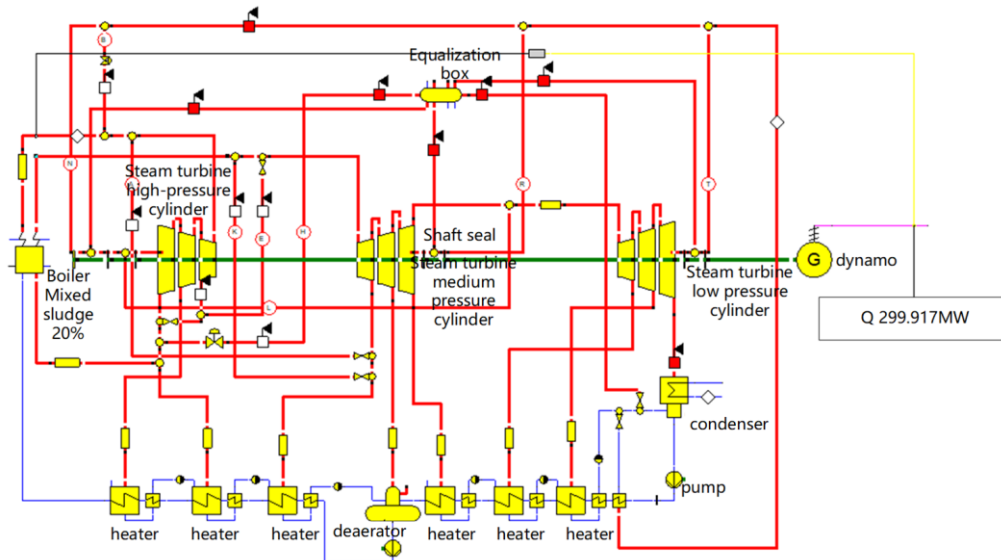 B
Equalization
box
N
Steam turbine
high-pressure
cylinder
K
E
H
R
T
Shaft seal
Steam turbine
medium
pressure
cylinder
Steam turbine
low pressure
cylinder
G
dynamo
Boiler
Mixed
sludge
20%
L
Q 299.917MW
condenser
pump
heater
heater
heater
deaerator
heater
heater
heater